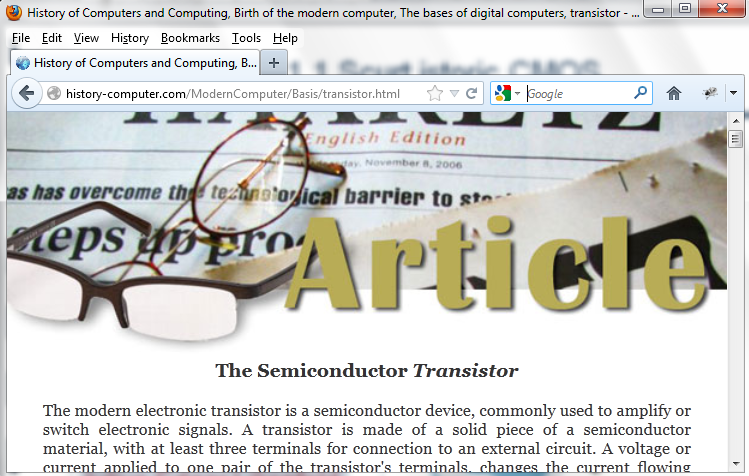 History of Computers and Computing, Birth of the modern computer, The bases of digital computers, transistor - ...
File Edit View History Bookmarks Tools Help
History of Computers and Computing, B...
history-computer.com/ModernComputer/Basis/transistor.html
Google
English Edition
November 8, 2006
as has overcome the technological barrier to
steps up
Article
The Semiconductor Transistor
The modern electronic transistor is a semiconductor device, commonly used to amplify or
switch electronic signals. A transistor is made of a solid piece of a semiconductor
material, with at least three terminals for connection to an external circuit. A voltage or
current applied to one pair of the transistor's terminals, changes the current flowing